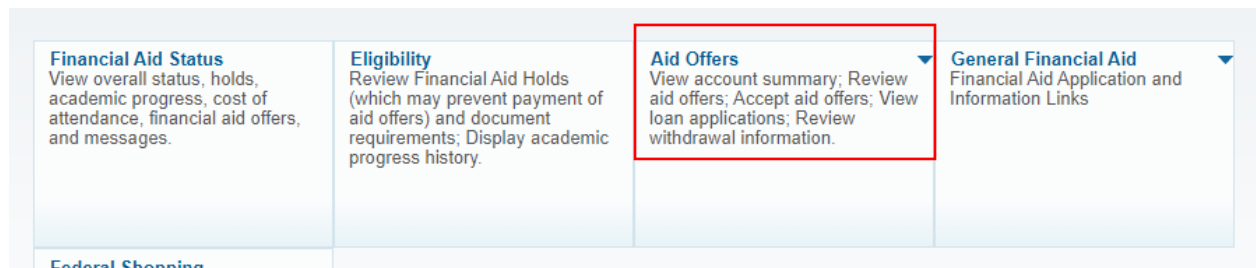 Financial Aid Status
View overall status, holds,
academic progress, cost of
attendance, financial aid offers,
and messages.
Eligibility
Review Financial Aid Holds
(which may prevent payment of
aid offers) and document
requirements; Display academic
progress history.
Aid Offers
View account summary; Review
aid offers; Accept aid offers; View
loan applications; Review
withdrawal information.
General Financial Aid
Financial Aid Application and
Information Links
Federal Shopping